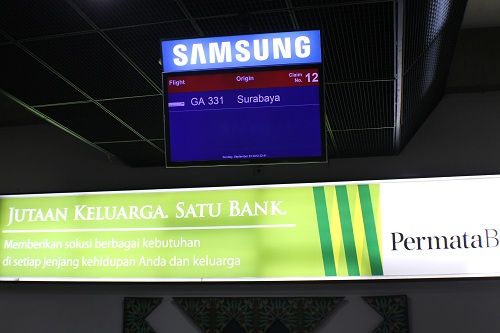 SAMSUNG
Flight Origin Claim No. 12
GA 331 Surabaya
JUTAAN KELUARGA. SATU BANK.
Memberikan solusi berbagai kebutuhan
di setiap jenjang kehidupan Anda dan keluarga
PermataB